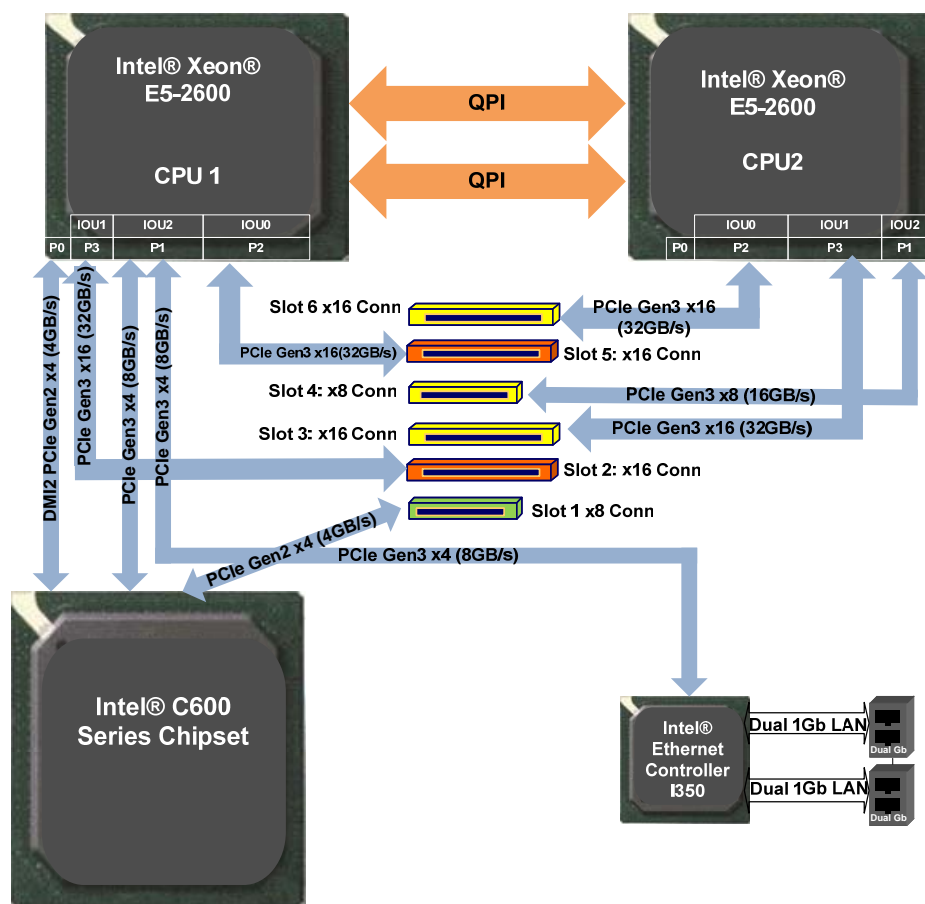 Intel® Xeon®
E5-2600
CPU 1
QPI
QPI
Intel® Xeon®
E5-2600
CPU2
IOU1
IOU2
IOU0
P0
P3
P1
P2
IOU0
IOU1
IOU2
P0
P2
P3
P1
DMI2 PCIe Gen2 x4 (4GB/s)
PCIe Gen3 x16 (32GB/s)
PCIe Gen3 x4 (8GB/s)
PCIe Gen3 x4 (8GB/s)
Slot 6 x16 Conn
PCIe Gen3 x16
(32GB/s)
PCIe Gen3 x16(32GB/s)
Slot 5: x16 Conn
Slot 4: x8 Conn
PCIe Gen3 x8 (16GB/s)
Slot 3: x16 Conn
PCIe Gen3 x16 (32GB/s)
Slot 2: x16 Conn
Slot 1 x8 Conn
PCIe Gen2 x4 (4GB/s)
PCIe Gen3 x4 (8GB/s)
Intel® C600
Series Chipset
Intel®
Ethernet
Controller
I350
Dual 1Gb LAN
Dual Gb
Dual 1Gb LAN
Dual Gb